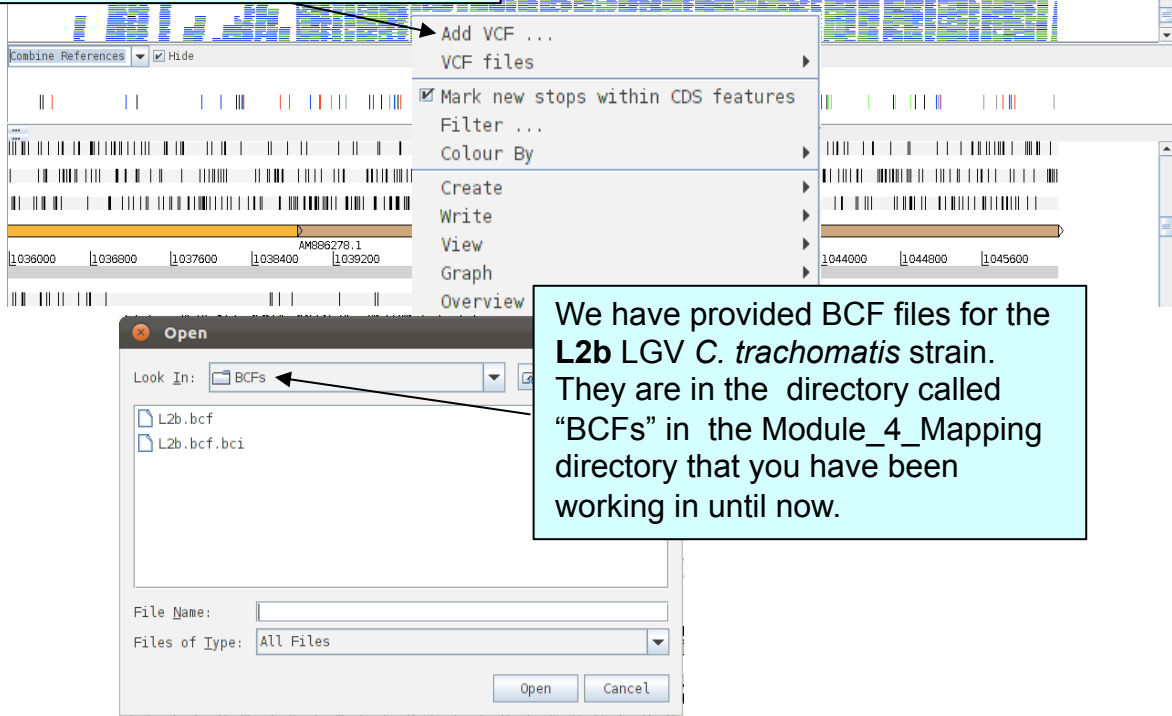 Add VCF ...
VCF files
Combine References Hide
Mark new stops within CDS features
Filter ...
Colour By
Create
Write
View
Graph
Overview
AM886278.1
1036000 1036800 1037600 1038400 1039200 1044000 1044800 1045600
Open
Look In: BCFs
L2b.bcf
L2b.bcf.bci
File Name:
Files of Type: All Files
Open Cancel
We have provided BCF files for the
L2b LGV C. trachomatis strain.
They are in the directory called
“BCFs” in the Module_4_Mapping
directory that you have been
working in until now.